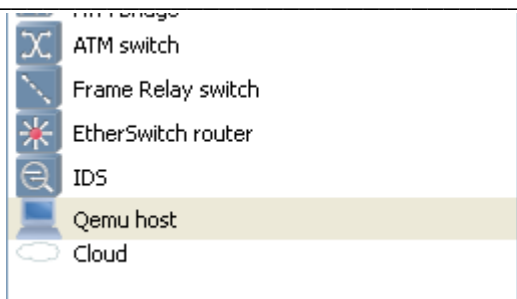 ATM switch
Frame Relay switch
EtherSwitch router
IDS
Qemu host
Cloud